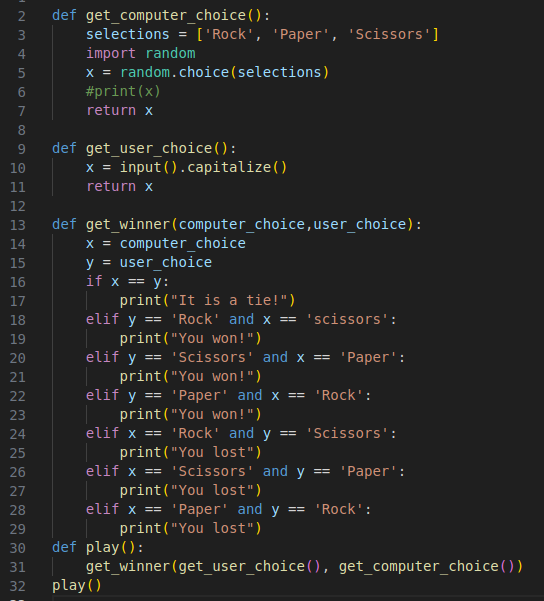 2 def get_computer_choice():
3     selections = ['Rock', 'Paper', 'Scissors']
4     import random
5     x = random.choice(selections)
6     #print(x)
7     return x
8
9 def get_user_choice():
10     x = input().capitalize()
11     return x
12
13 def get_winner(computer_choice,user_choice):
14     x = computer_choice
15     y = user_choice
16     if x == y:
17         print("It is a tie!")
18     elif y == 'Rock' and x == 'scissors':
19         print("You won!")
20     elif y == 'Scissors' and x == 'Paper':
21         print("You won!")
22     elif y == 'Paper' and x == 'Rock':
23         print("You won!")
24     elif x == 'Rock' and y == 'Scissors':
25         print("You lost")
26     elif x == 'Scissors' and y == 'Paper':
27         print("You lost")
28     elif x == 'Paper' and y == 'Rock':
29         print("You lost")
30 def play():
31     get_winner(get_user_choice(), get_computer_choice())
32 play()